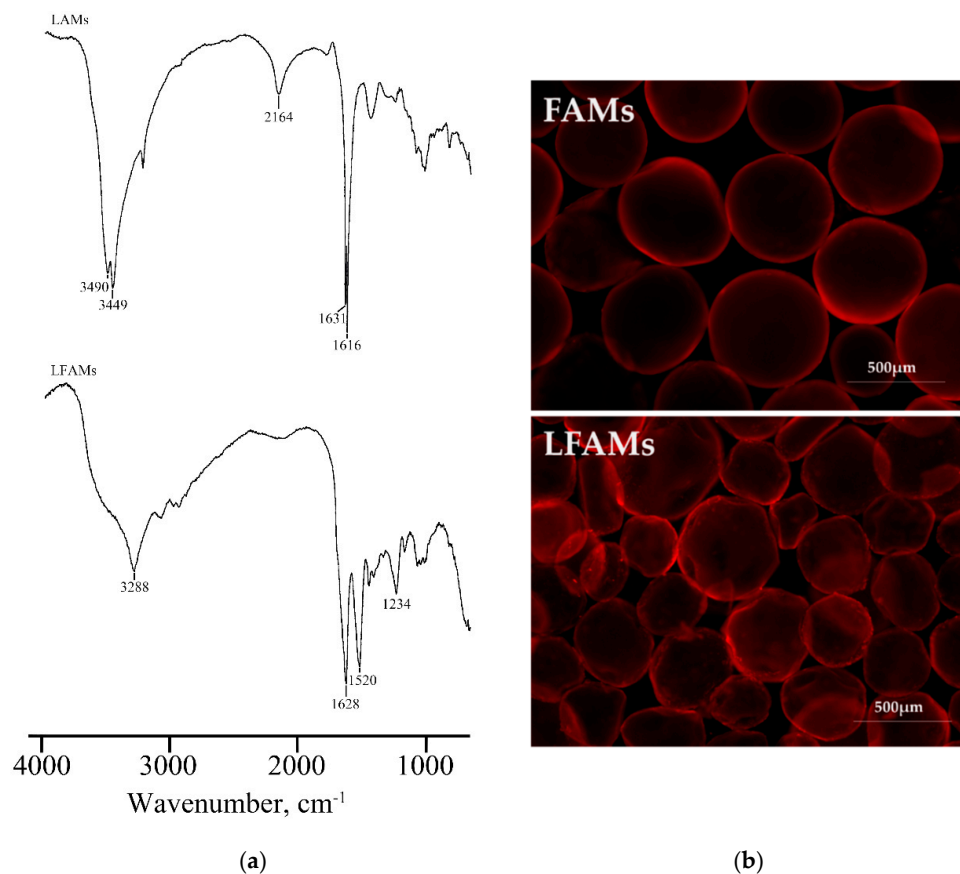 LAMs
2164
3490
3449
1631
1616
LFAMs
3288
1234
1520
1628
4000 3000 2000 1000
Wavenumber, cm-1
(a)
FAMs
500μm
LFAMs
500μm
(b)